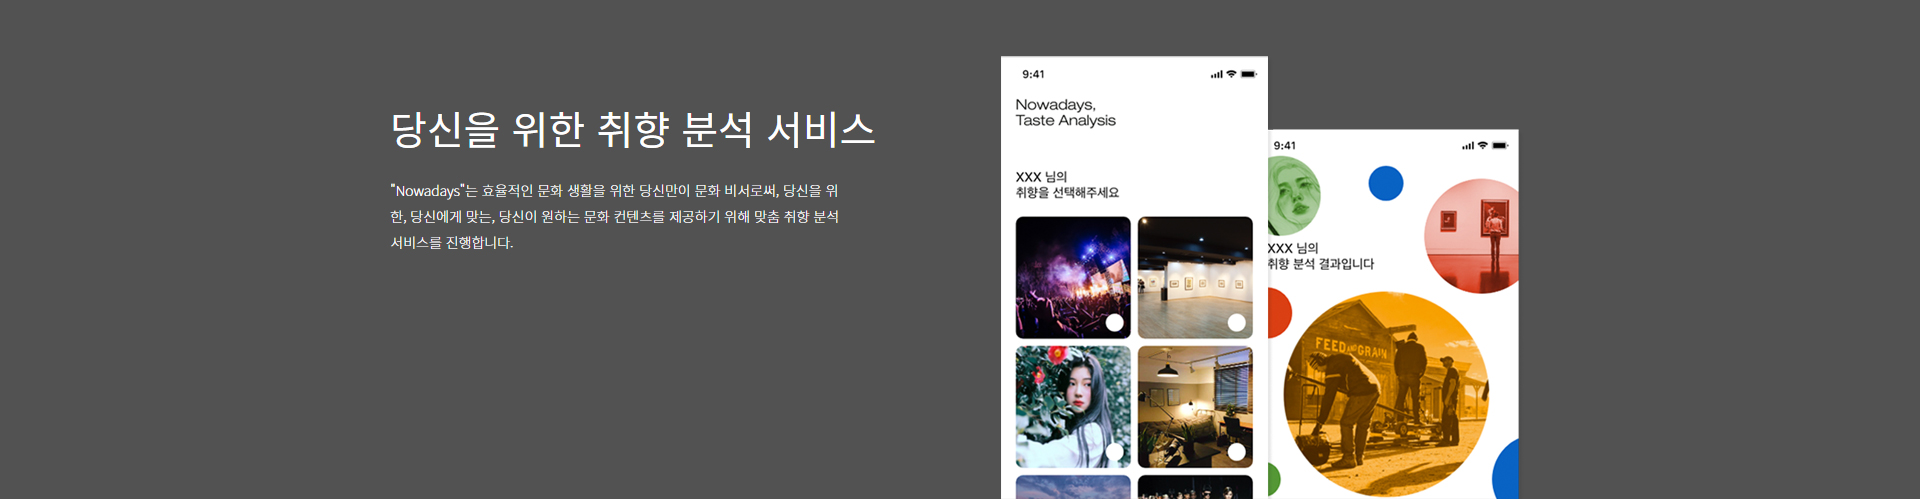 당신을 위한 취향 분석 서비스
"Nowadays"는 효율적인 문화 생활을 위한 당신만이 문화 비서로써, 당신을 위
한, 당신에게 맞는, 당신이 원하는 문화 컨텐츠를 제공하기 위해 맞춤 취향 분석
서비스를 진행합니다.
9:41
Nowadays,
Taste Analysis
XXX 님의
취향을 선택해주세요
9:41
XXX 님의
취향 분석 결과입니다
FEED AND GRAIN